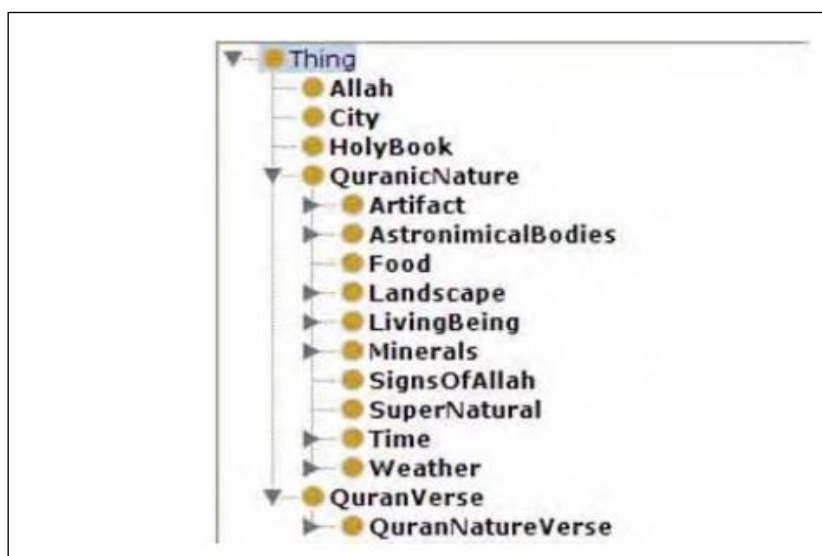 Thing
Allah
City
HolyBook
QuranicNature
Artifact
AstronimicalBodies
Food
Landscape
LivingBeing
Minerals
SignsOfAllah
SuperNatural
Time
Weather
QuranVerse
QuranNatureVerse